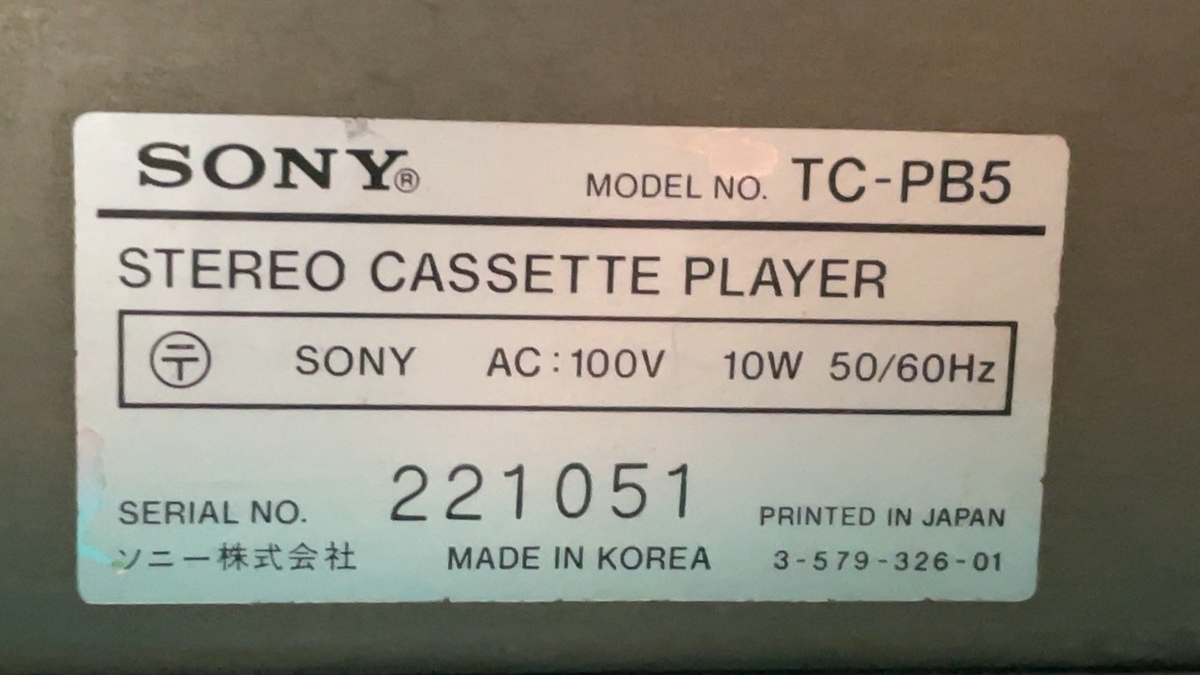 SONY® MODEL NO. TC-PB5
STEREO CASSETTE PLAYER
〒 SONY AC:100V 10W 50/60Hz
SERIAL NO. 221051 PRINTED IN JAPAN
ソニー株式会社 MADE IN KOREA 3-579-326-01